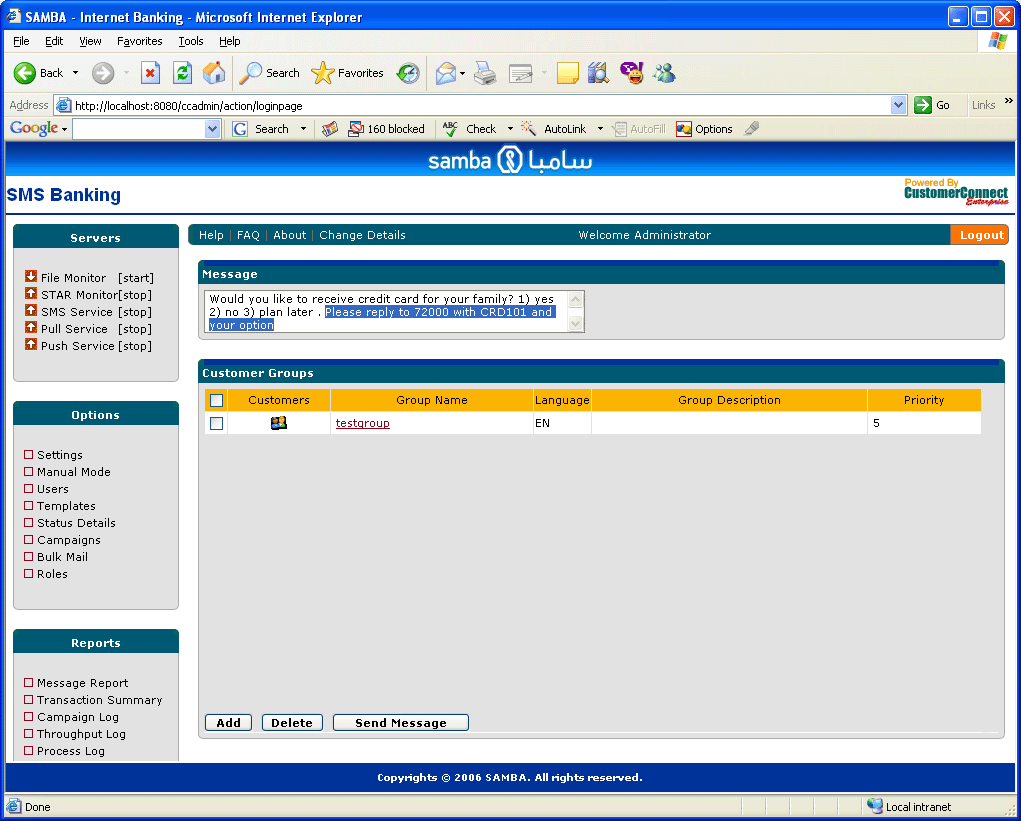 SAMBA - Internet Banking - Microsoft Internet Explorer
File Edit View Favorites Tools Help
Back Search Favorites
Address http://localhost:8080/ccadmin/action/loginpage Go Links »
Google G Search 160 blocked ABC Check AutoLink AutoFill Options
samba سامبا
SMS Banking
Powered By
CustomerConnect
Enterprise
Servers
File Monitor [start]
STAR Monitor[stop]
SMS Service [stop]
Pull Service [stop]
Push Service [stop]
Options
Settings
Manual Mode
Users
Templates
Status Details
Campaigns
Bulk Mail
Roles
Reports
Message Report
Transaction Summary
Campaign Log
Throughput Log
Process Log
Help | FAQ | About | Change Details Welcome Administrator Logout
Message
Would you like to receive credit card for your family? 1) yes
2) no 3) plan later . Please reply to 72000 with CRD101 and
your option
Customer Groups
Customers Group Name Language Group Description Priority
testgroup EN 5
Add Delete Send Message
Copyrights © 2006 SAMBA. All rights reserved.
Done Local intranet